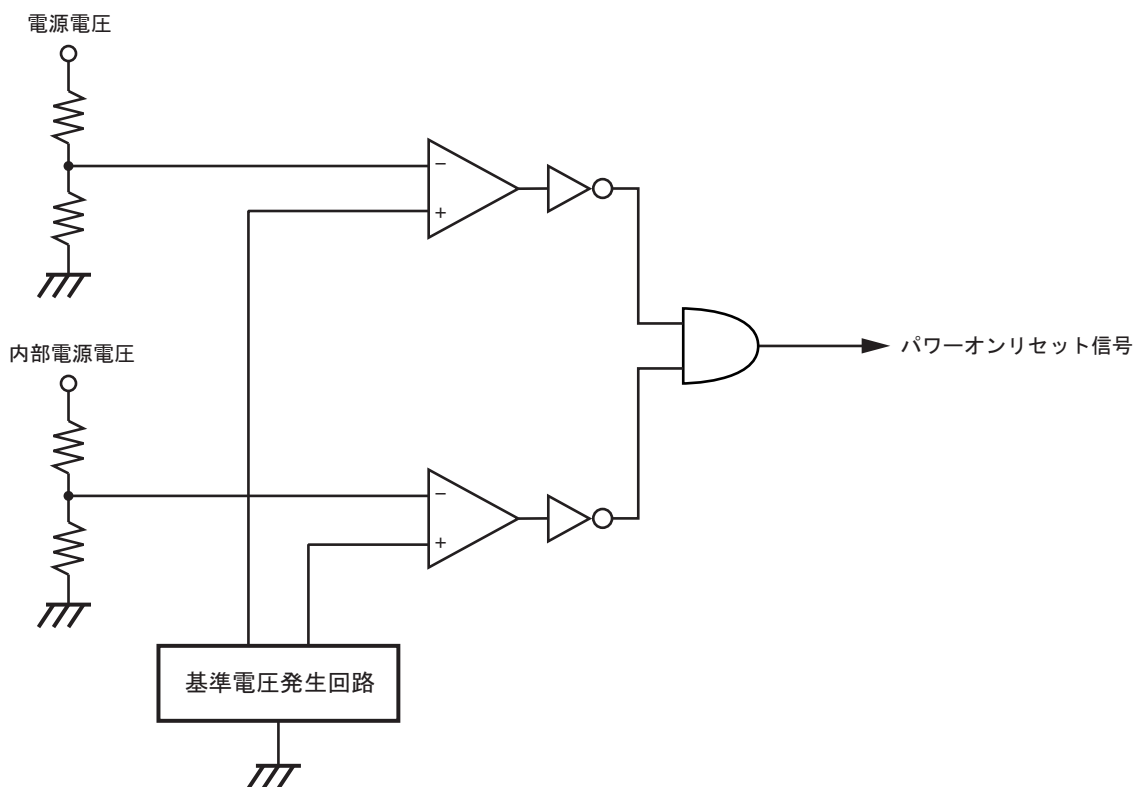 電源電圧
−
+
パワーオンリセット信号
内部電源電圧
−
+
基準電圧発生回路